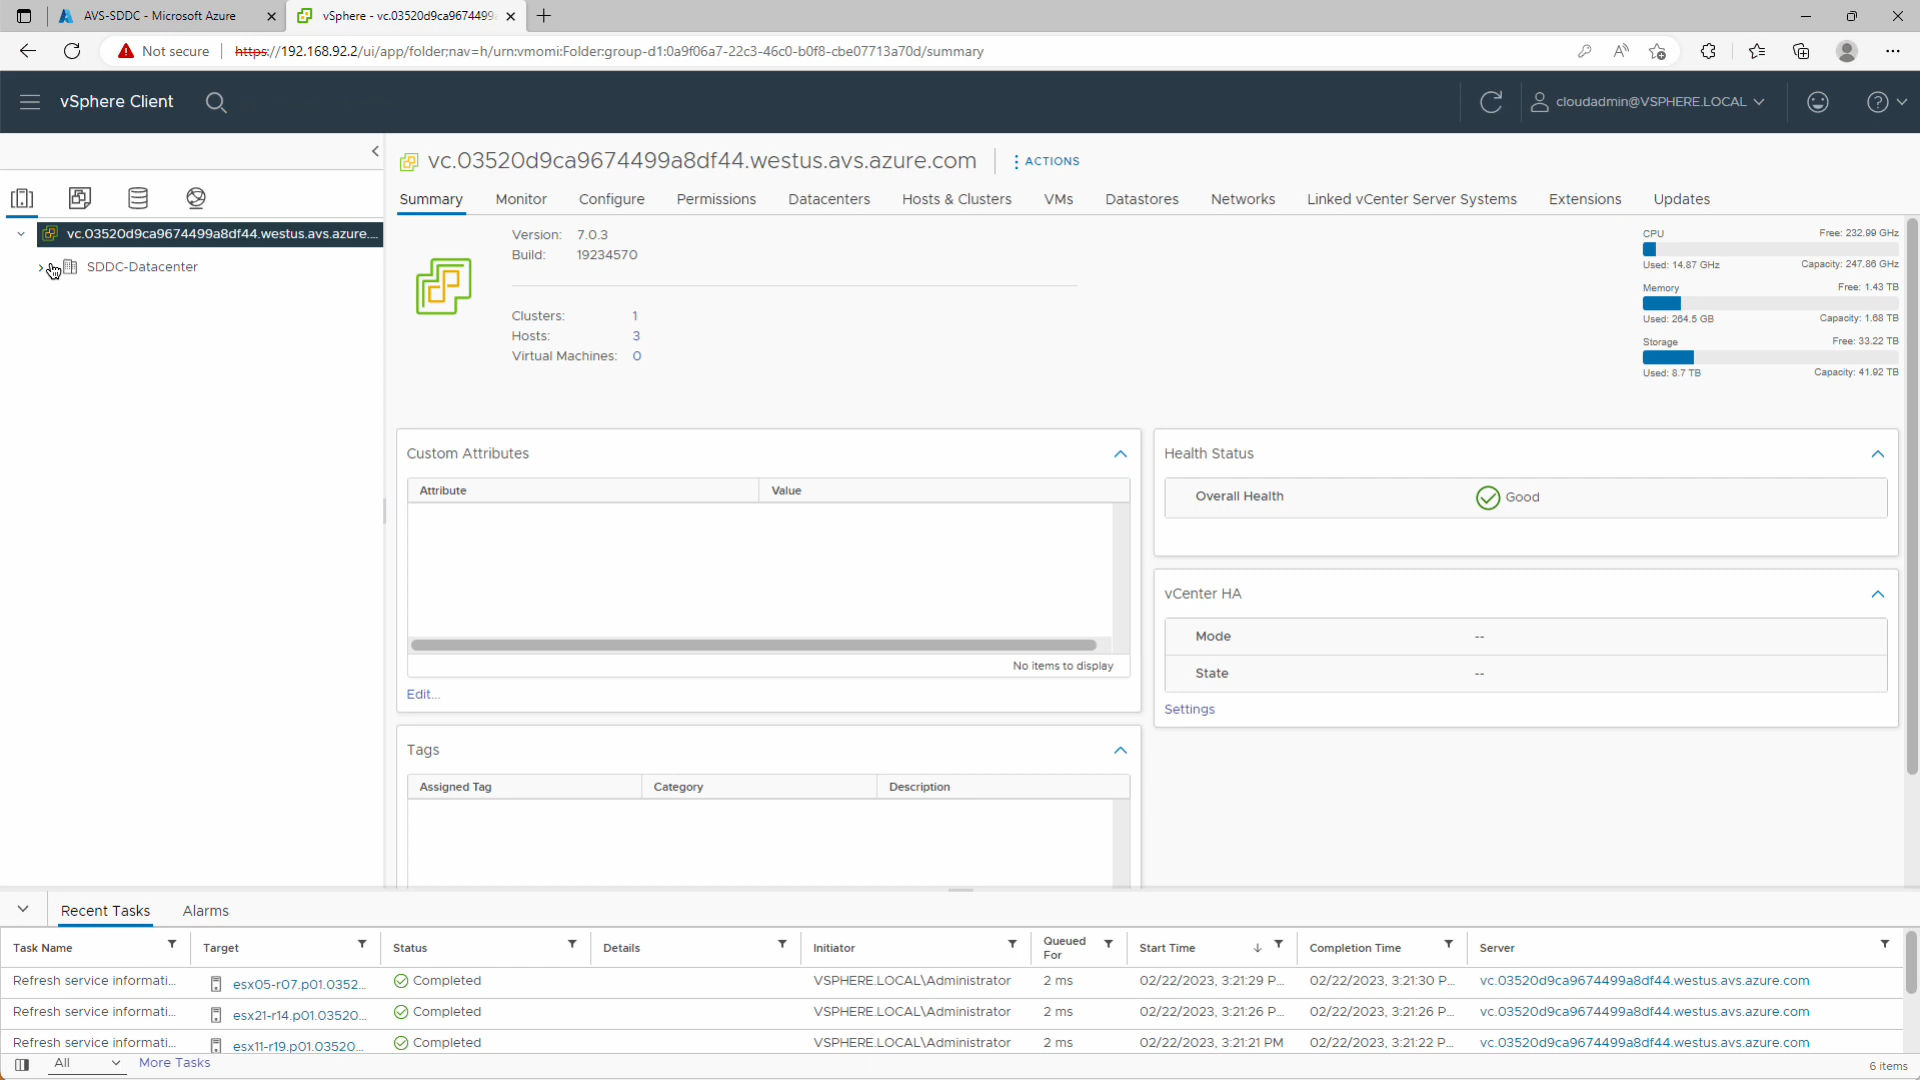 AVS-SDDC - Microsoft Azure
vSphere - vc.03520d9ca9674499
Not secure
https://192.168.92.2/ui/app/folder;nav=h/urn:vmomi:Folder:group-d1:0a9f06a7-22c3-46c0-b0f8-cbe07713a70d/summary
vSphere Client
cloudadmin@VSPHERE.LOCAL
vc.03520d9ca9674499a8df44.westus.avs.azure.com
ACTIONS
Summary Monitor Configure Permissions Datacenters Hosts & Clusters VMs Datastores Networks Linked vCenter Server Systems Extensions Updates
vc.03520d9ca9674499a8df44.westus.avs.azure....
SDDC-Datacenter
Version: 7.0.3
Build: 19234570
Clusters: 1
Hosts: 3
Virtual Machines: 0
CPU Free: 232.99 GHz
Used: 14.87 GHz Capacity: 247.86 GHz
Memory Free: 1.43 TB
Used: 264.5 GB Capacity: 1.68 TB
Storage Free: 33.22 TB
Used: 8.7 TB Capacity: 41.92 TB
Custom Attributes
Attribute Value
No items to display
Edit...
Tags
Assigned Tag Category Description
Health Status
Overall Health Good
vCenter HA
Mode --
State --
Settings
Recent Tasks Alarms
Task Name Target Status Details Initiator Queued For Start Time Completion Time Server
Refresh service informati... esx05-r07.p01.0352... Completed VSPHERE.LOCAL\Administrator 2 ms 02/22/2023, 3:21:29 P... 02/22/2023, 3:21:30 P... vc.03520d9ca9674499a8df44.westus.avs.azure.com
Refresh service informati... esx21-r14.p01.03520... Completed VSPHERE.LOCAL\Administrator 2 ms 02/22/2023, 3:21:26 P... 02/22/2023, 3:21:26 P... vc.03520d9ca9674499a8df44.westus.avs.azure.com
Refresh service informati... esx11-r19.p01.03520... Completed VSPHERE.LOCAL\Administrator 2 ms 02/22/2023, 3:21:21 PM 02/22/2023, 3:21:22 P... vc.03520d9ca9674499a8df44.westus.avs.azure.com
All More Tasks
6 items